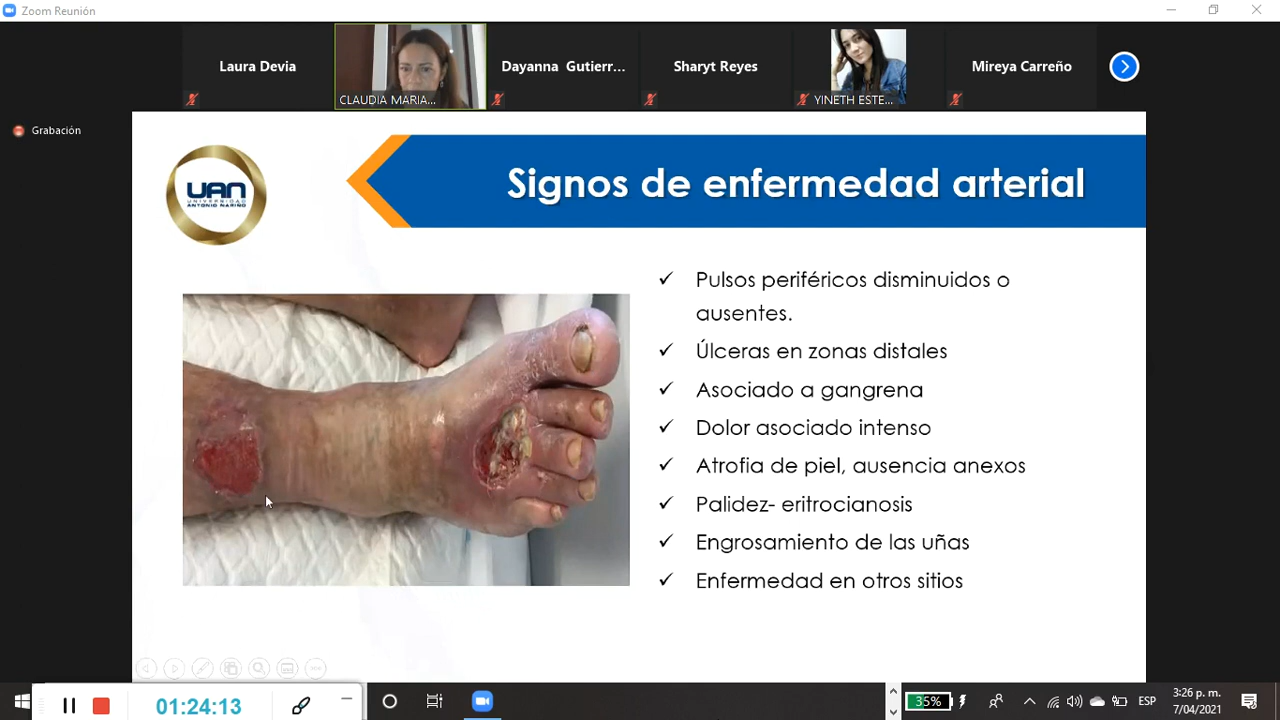 Zoom Reunión
Laura Devia
CLAUDIA MARIA...
Dayanna Gutierr...
Sharyt Reyes
YINETH ESTE...
Mireya Carreño
Grabación
UAN
UNIVERSIDAD
ANTONIO NARIÑO
Signos de enfermedad arterial
Pulsos periféricos disminuidos o
ausentes.
Úlceras en zonas distales
Asociado a gangrena
Dolor asociado intenso
Atrofia de piel, ausencia anexos
Palidez- eritrocianosis
Engrosamiento de las uñas
Enfermedad en otros sitios
01:24:13
35%
ESP
3:26 p. m.
7/04/2021